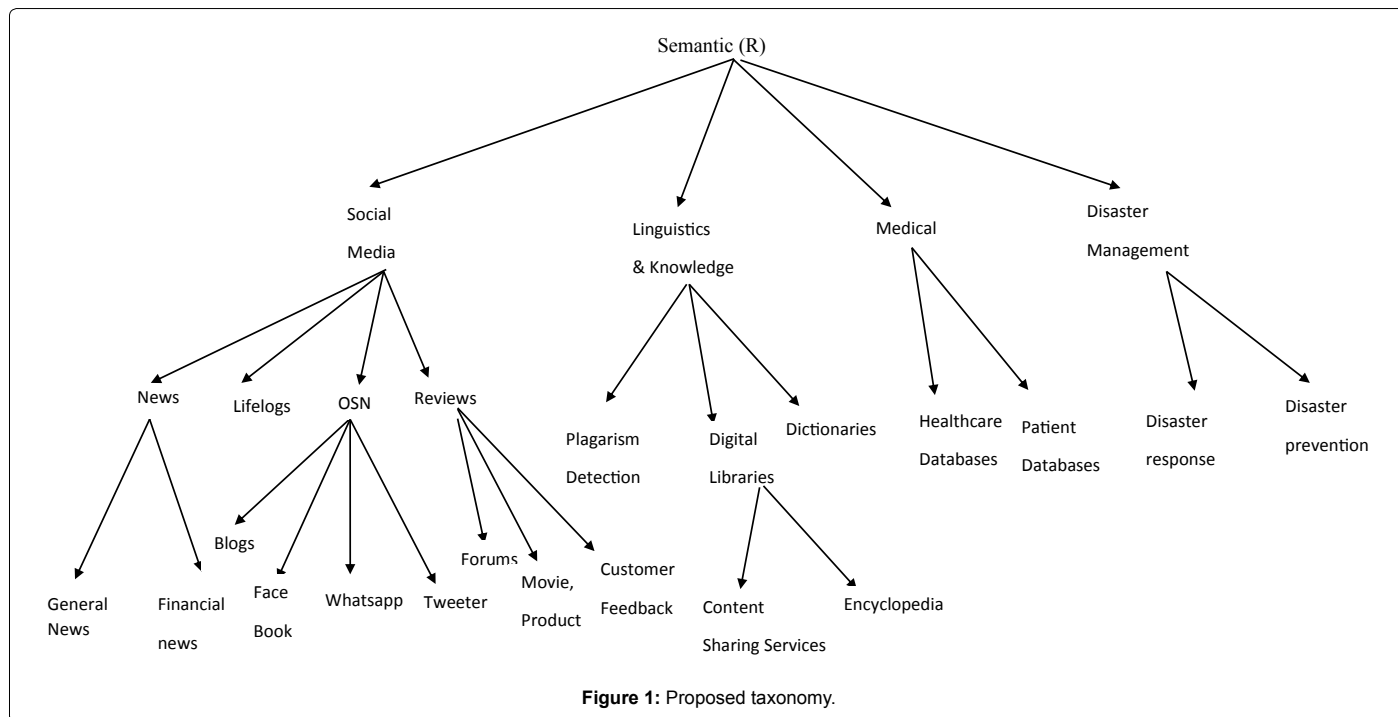 Semantic (R)
Social
Media
Linguistics
& Knowledge
Medical
Disaster
Management
News
Lifelogs
OSN
Reviews
Plagarism
Detection
Digital
Libraries
Dictionaries
Healthcare
Databases
Patient
Databases
Disaster
response
Disaster
prevention
General
News
Financial
news
Blogs
Face
Book
Whatsapp
Tweeter
Forums
Movie,
Product
Customer
Feedback
Content
Sharing Services
Encyclopedia
Figure 1: Proposed taxonomy.